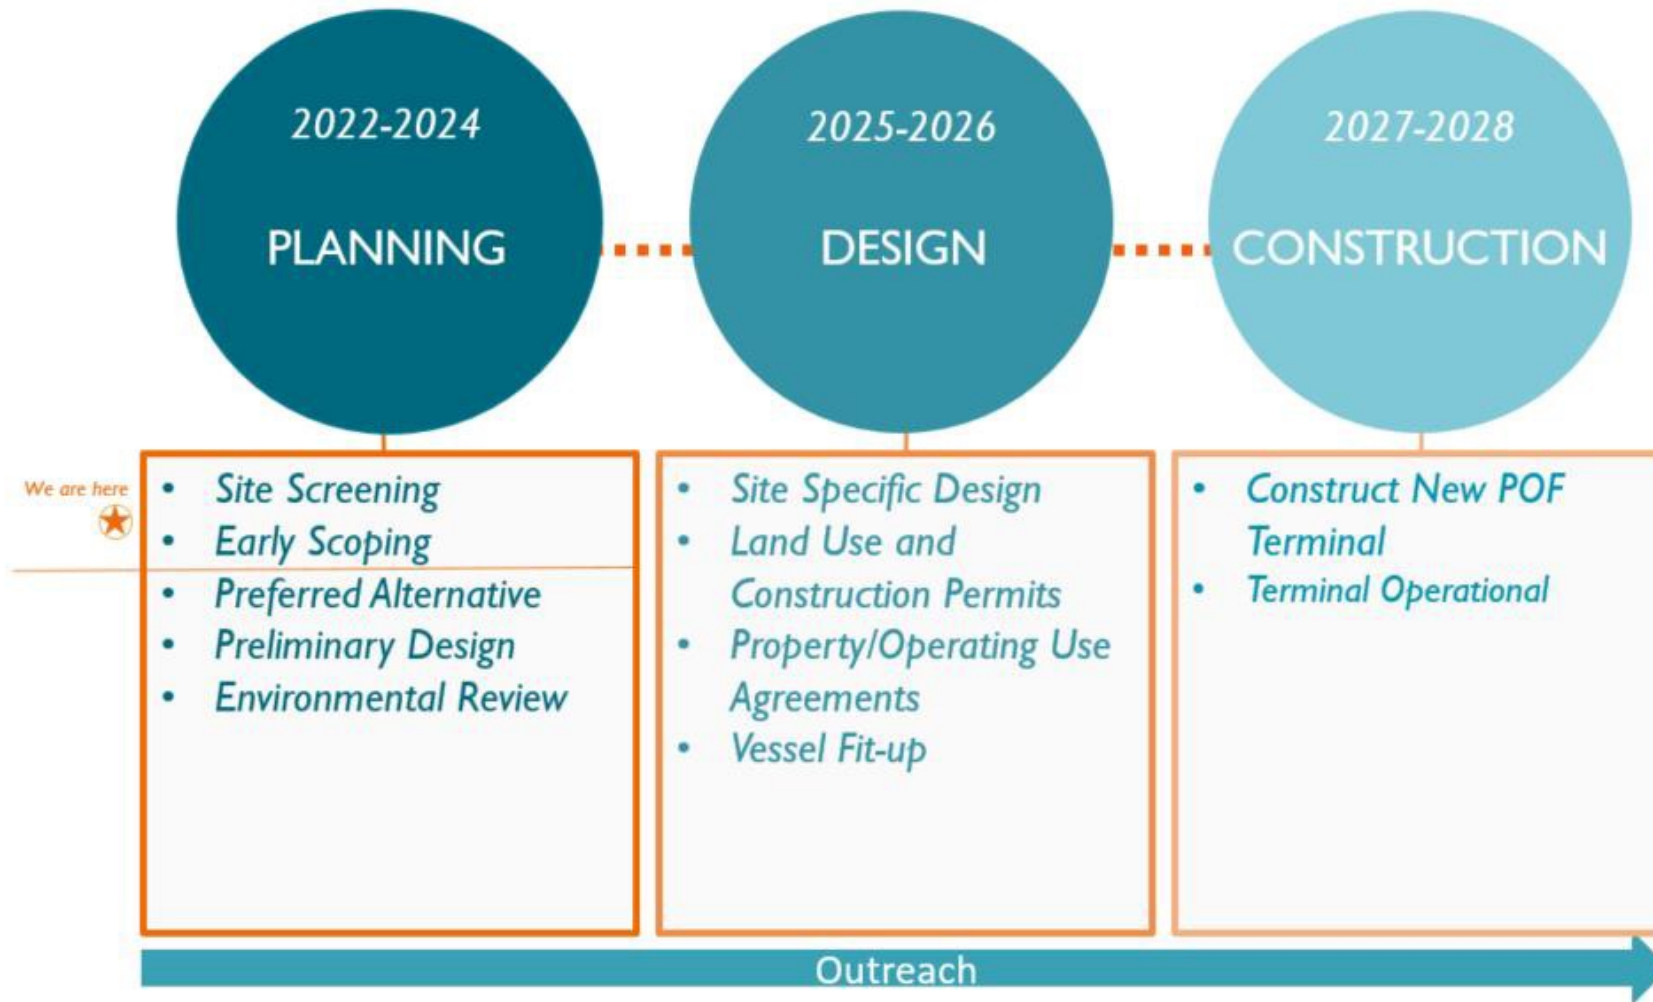 2022-2024
PLANNING
2025-2026
DESIGN
2027-2028
CONSTRUCTION
We are here
• Site Screening
• Early Scoping
• Preferred Alternative
• Preliminary Design
• Environmental Review
• Site Specific Design
• Land Use and
Construction Permits
• Property/Operating Use
Agreements
• Vessel Fit-up
• Construct New POF
Terminal
• Terminal Operational
Outreach